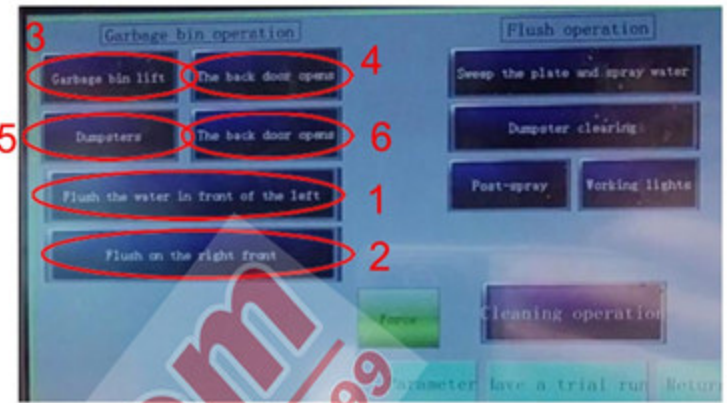 Garbage bin operation
Flush operation
3
Garbage bin lift
The back door opens
4
Sweep the plate and spray water
5
Dumpsters
The back door opens
6
Dumpster clearing
Flush the water in front of the left
1
Post-spray
Working lights
Flush on the right front
2
Force
Cleaning operation
Parameter
Have a trial run
Return
om
99